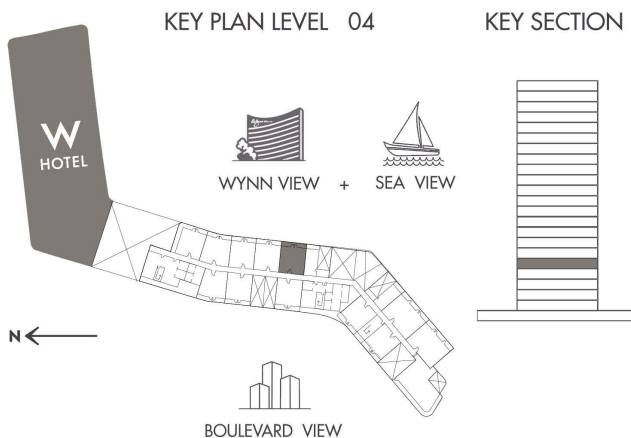 KEY PLAN LEVEL 04
KEY SECTION
W
HOTEL
WYNN VIEW + SEA VIEW
N
BOULEVARD VIEW